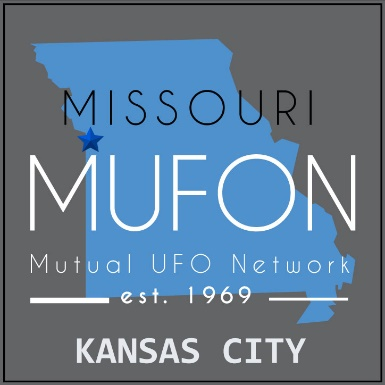 MISSOURI
MUFON
Mutual UFO Network
est. 1969
KANSAS CITY